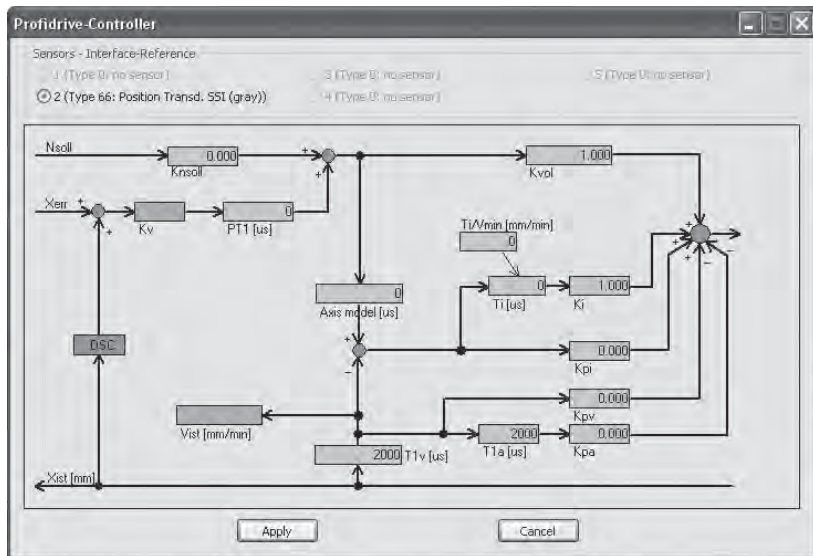 Profidrive-Controller
Sensors - Interface-Reference
1 (Type 0: no sensor)
3 (Type 0: no sensor)
5 (Type 0: no sensor)
2 (Type 66: Position Transd. SSI (gray))
4 (Type 0: no sensor)
Nsoll
0.000
Knsoll
1.000
Kvol
Xerr
Kv
0
PT1 [us]
Ti/Vmin [mm/min]
0
0
Axis model [us]
0
Ti [us]
1.000
Ki
DSC
0.000
Kpi
0.000
Kpv
Vist [mm/min]
2000
T1v [us]
2000
T1a [us]
0.000
Kpa
Xist [mm]
Apply
Cancel